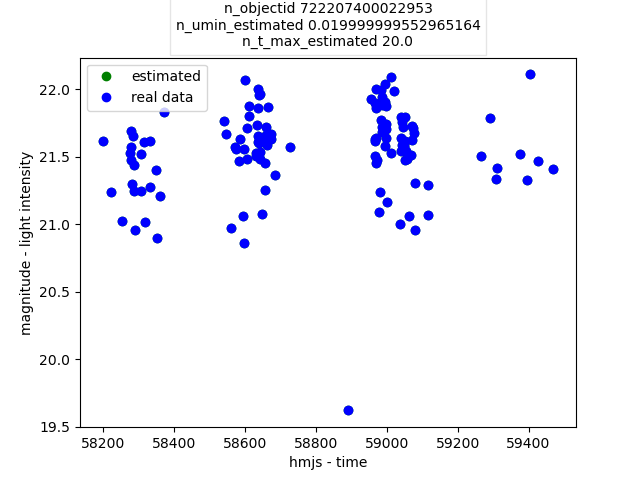 n_objectid 722207400022953
n_umin_estimated 0.019999999552965164
n_t_max_estimated 20.0
estimated
real data
22.0
21.5
21.0
20.5
20.0
19.5
magnitude - light intensity
58200 58400 58600 58800 59000 59200 59400
hmjs - time